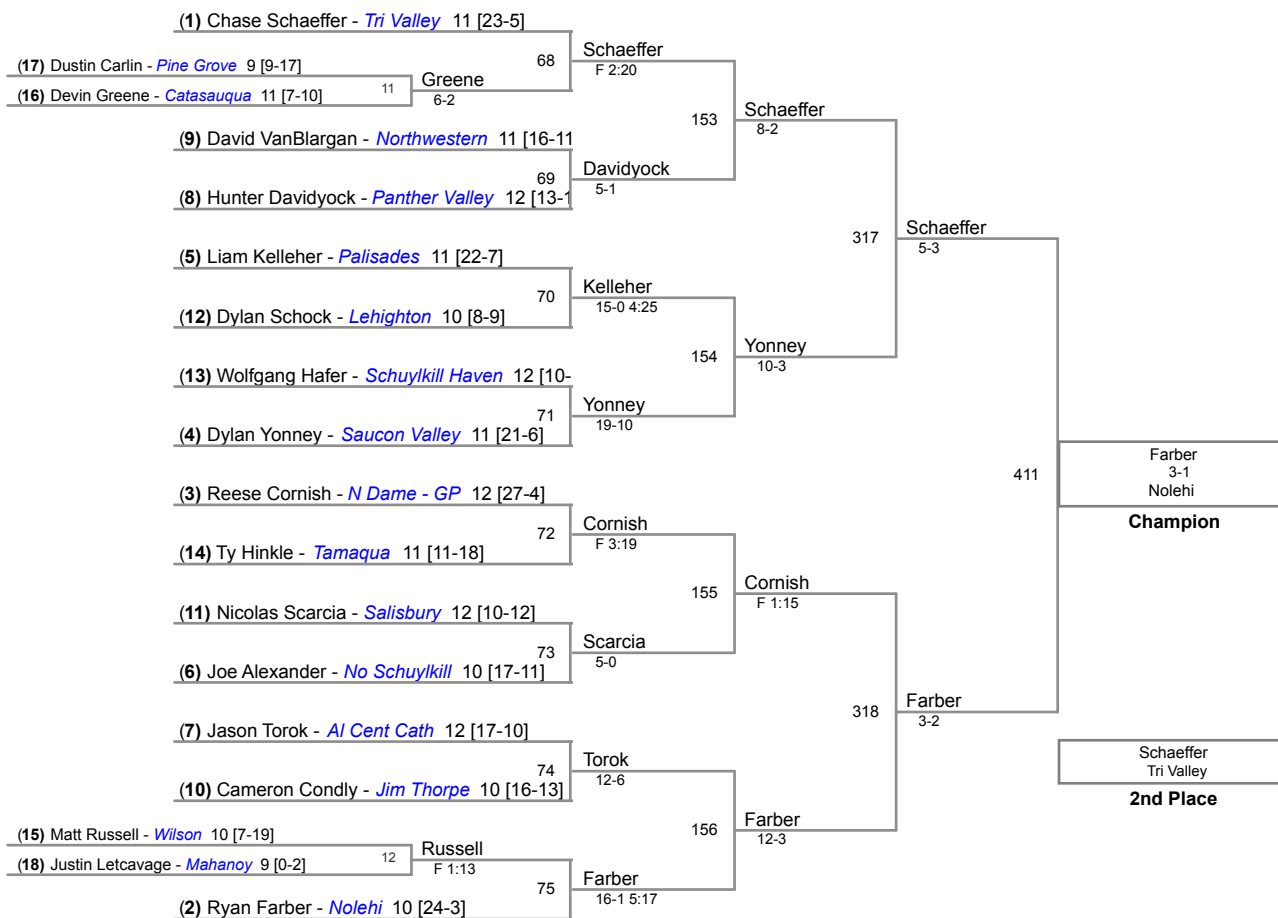 (1) Chase Schaeffer - Tri Valley 11 [23-5]
68
Schaeffer
F 2:20
(17) Dustin Carlin - Pine Grove 9 [9-17]
11
Greene
6-2
(16) Devin Greene - Catasauqua 11 [7-10]
153
Schaeffer
8-2
(9) David VanBlargan - Northwestern 11 [16-11
69
Davidyock
5-1
(8) Hunter Davidyock - Panther Valley 12 [13-1
317
Schaeffer
5-3
(5) Liam Kelleher - Palisades 11 [22-7]
70
Kelleher
15-0 4:25
(12) Dylan Schock - Lehighton 10 [8-9]
154
Yonney
10-3
(13) Wolfgang Hafer - Schuylkill Haven 12 [10-
71
Yonney
19-10
(4) Dylan Yonney - Saucon Valley 11 [21-6]
411
Farber
3-1
Nolehi
Champion
(3) Reese Cornish - N Dame - GP 12 [27-4]
72
Cornish
F 3:19
(14) Ty Hinkle - Tamaqua 11 [11-18]
155
Cornish
F 1:15
(11) Nicolas Scarcia - Salisbury 12 [10-12]
73
Scarcia
5-0
(6) Joe Alexander - No Schuylkill 10 [17-11]
318
Farber
3-2
(7) Jason Torok - Al Cent Cath 12 [17-10]
74
Torok
12-6
(10) Cameron Condly - Jim Thorpe 10 [16-13]
156
Farber
12-3
Schaeffer
Tri Valley
2nd Place
(15) Matt Russell - Wilson 10 [7-19]
12
Russell
F 1:13
(18) Justin Letcavage - Mahanoy 9 [0-2]
75
Farber
16-1 5:17
(2) Ryan Farber - Nolehi 10 [24-3]